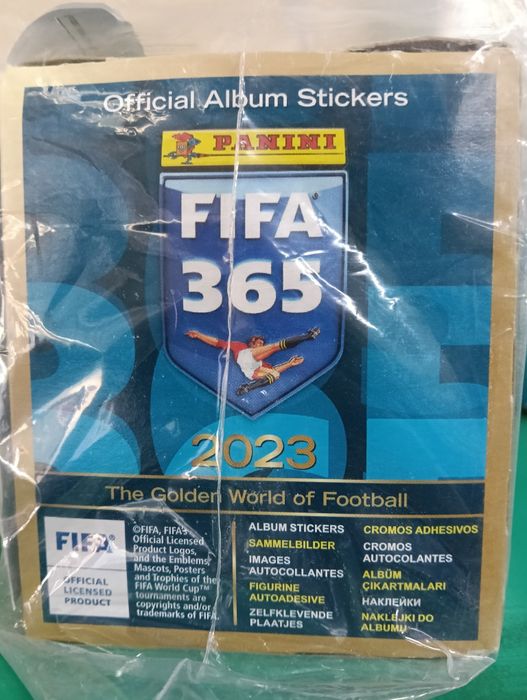 Official Album Stickers
PANINI
FIFA
365
2023
The Golden World of Football
FIFA®
OFFICIAL
LICENSED
PRODUCT
©FIFA, FIFA's
Official Licensed
Product Logos,
and the Emblems,
Mascots, Posters
and Trophies of the
FIFA World Cup™
tournaments are
copyrights and/or
trademarks of FIFA.
ALBUM STICKERS
SAMMELBILDER
IMAGES
AUTOCOLLANTES
FIGURINE
AUTOADESIVE
ZELFKLEVENDE
PLAATJES
CROMOS ADHESIVOS
CROMOS
AUTOCOLANTES
ALBÜM
ÇIKARTMALARI
НАКЛЕЙКИ
NAKLEJKI DO
ALBUMU